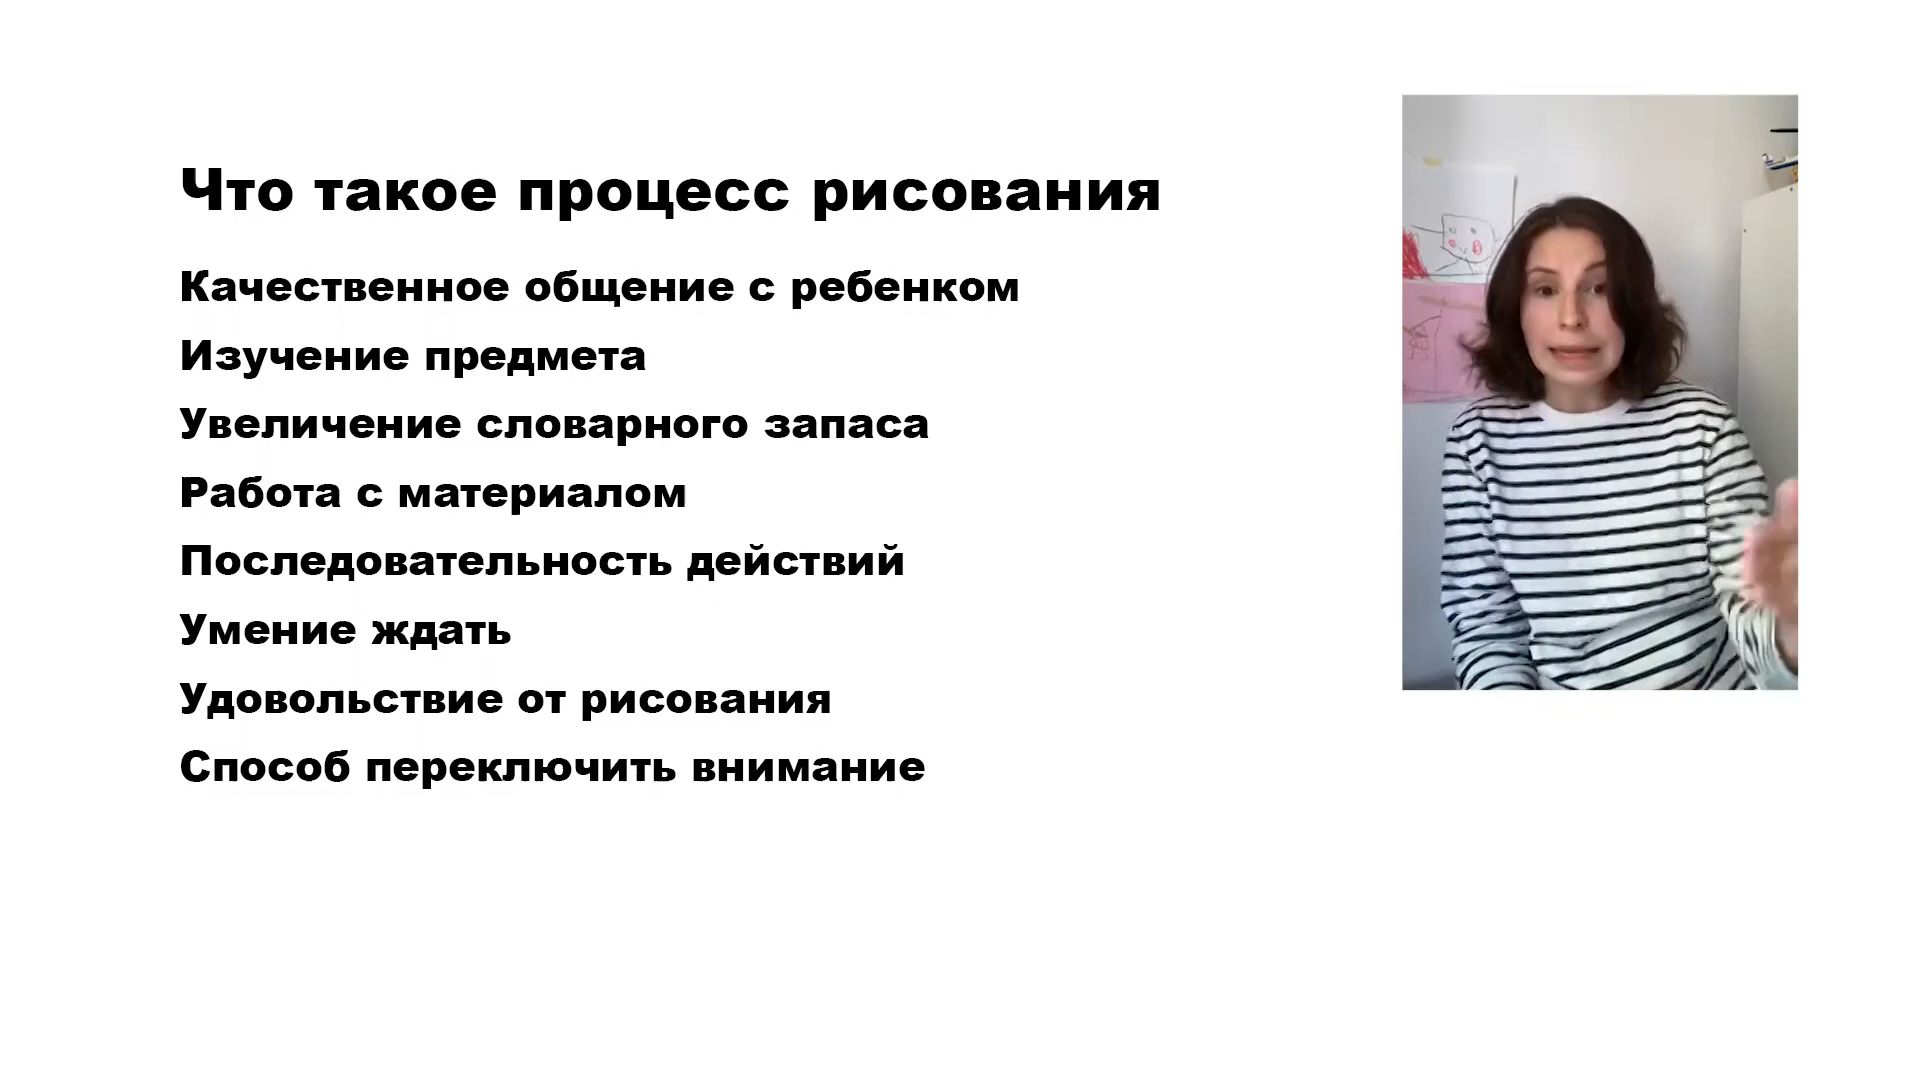 Что такое процесс рисования
Качественное общение с ребенком
Изучение предмета
Увеличение словарного запаса
Работа с материалом
Последовательность действий
Умение ждать
Удовольствие от рисования
Способ переключить внимание